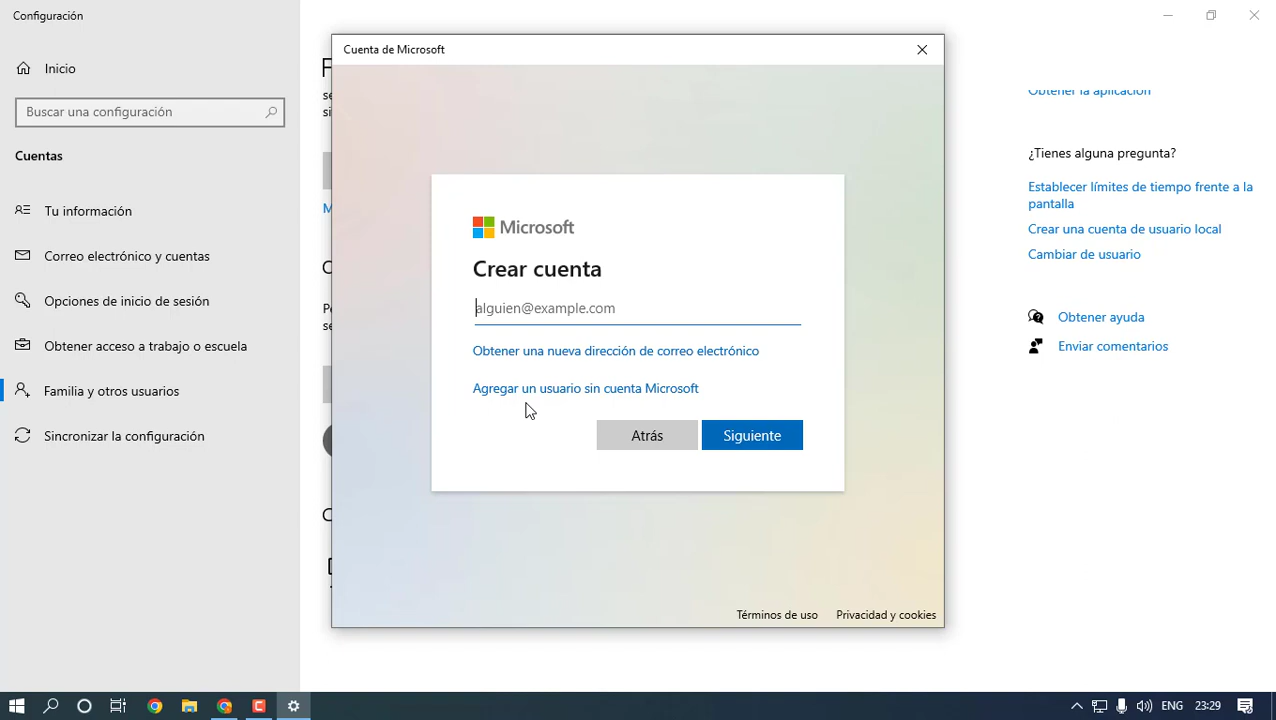 Configuración
Inicio
Buscar una configuración
Cuentas
Tu información
Correo electrónico y cuentas
Opciones de inicio de sesión
Obtener acceso a trabajo o escuela
Familia y otros usuarios
Sincronizar la configuración
Cuenta de Microsoft
Microsoft
Crear cuenta
alguien@example.com
Obtener una nueva dirección de correo electrónico
Agregar un usuario sin cuenta Microsoft
Atrás
Siguiente
Términos de uso
Privacidad y cookies
Obtener la aplicación
¿Tienes alguna pregunta?
Establecer límites de tiempo frente a la
pantalla
Crear una cuenta de usuario local
Cambiar de usuario
Obtener ayuda
Enviar comentarios
ENG
23:29